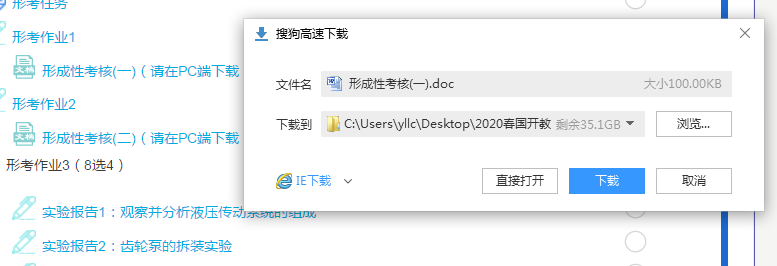 形考任务
形考作业1
形成性考核(一)（请在PC端下载
形考作业2
形成性考核(二)（请在PC端下载
形考作业3（8选4）
实验报告1：观察并分析液压传动系统的组成
实验报告2：齿轮泵的拆装实验
搜狗高速下载
文件名 形成性考核(一).doc 大小100.00KB
下载到 C:\Users\yllc\Desktop\2020春国开教 剩余35.1GB 浏览...
IE下载 直接打开 下载 取消